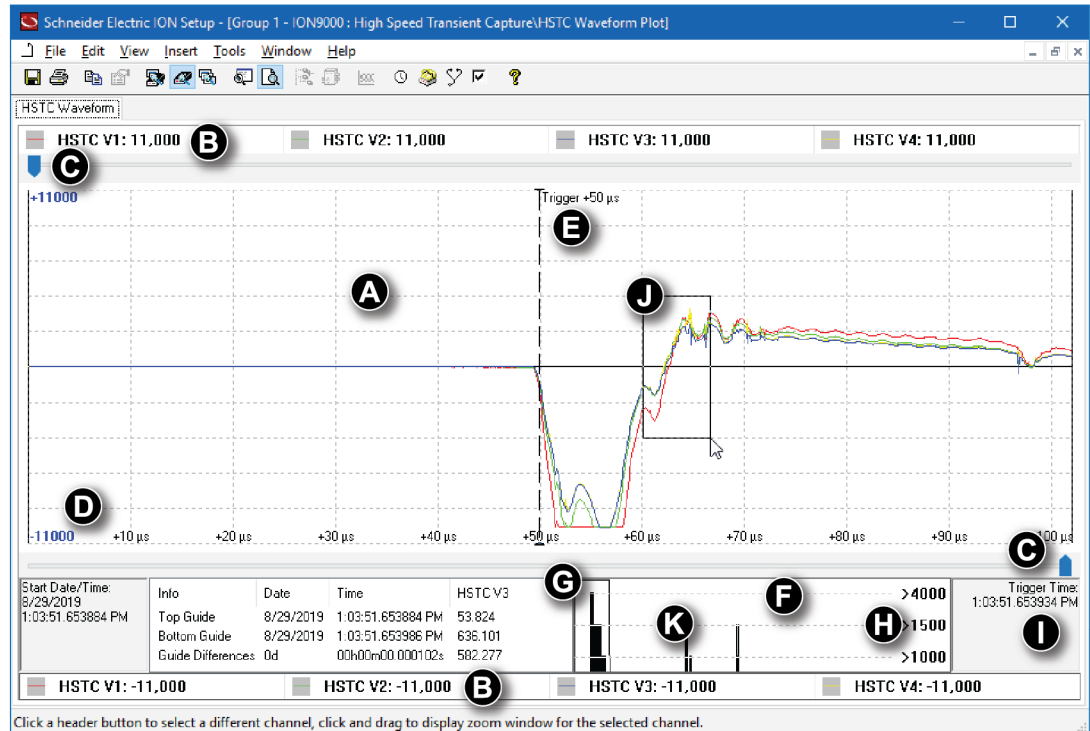 Schneider Electric ION Setup - [Group 1 - ION9000 : High Speed Transient Capture\HSTC Waveform Plot]
File Edit View Insert Tools Window Help
HSTC Waveform
HSTC V1: 11,000 B HSTC V2: 11,000 HSTC V3: 11,000 HSTC V4: 11,000
C
+11000 Trigger +50 µs
E
A J
D
-11000 +10 µs +20 µs +30 µs +40 µs +50 µs +60 µs +70 µs +80 µs +90 µs +100 µs
C
Start Date/Time:
8/29/2019
1:03:51.653884 PM
Info Date Time HSTC V3
Top Guide 8/29/2019 1:03:51.653884 PM 53.824
Bottom Guide 8/29/2019 1:03:51.653986 PM 636.101
Guide Differences 0d 00h00m00.000102s 582.277
G F >4000
K H >1500
>1000
Trigger Time:
1:03:51.653934 PM
I
HSTC V1: -11,000 HSTC V2: -11,000 B HSTC V3: -11,000 HSTC V4: -11,000
Click a header button to select a different channel, click and drag to display zoom window for the selected channel.